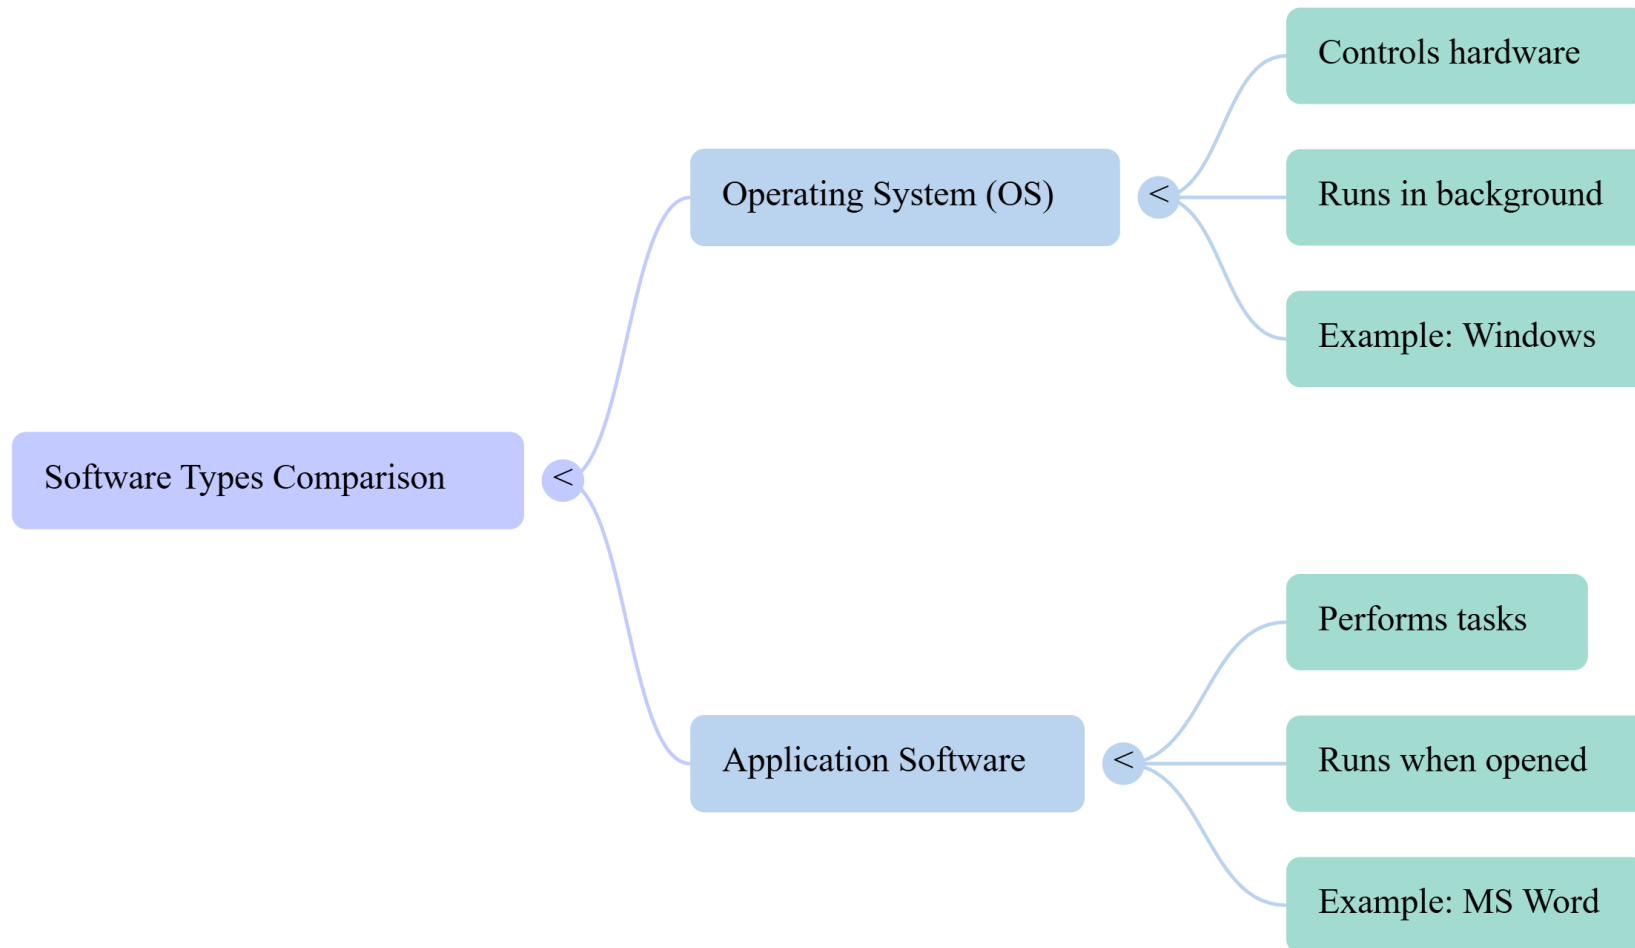 Software Types Comparison
<
Operating System (OS)
<
Controls hardware
Runs in background
Example: Windows
Application Software
<
Performs tasks
Runs when opened
Example: MS Word